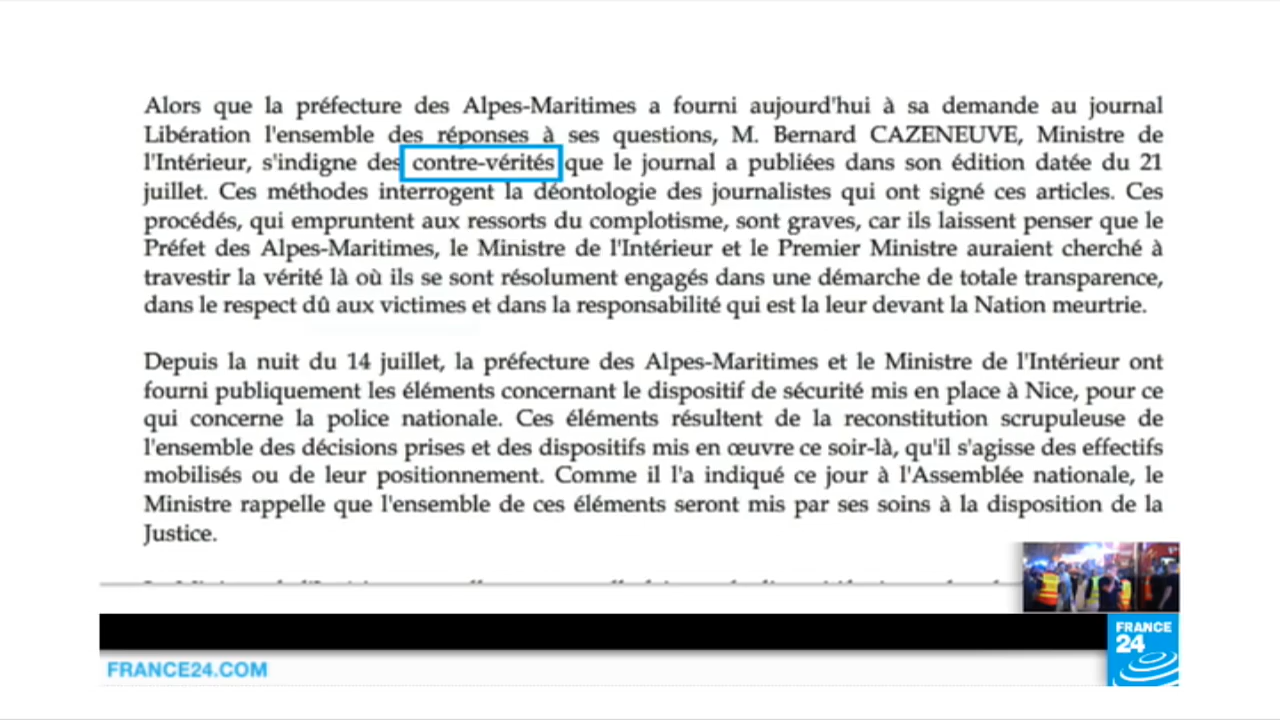 Alors que la préfecture des Alpes-Maritimes a fourni aujourd'hui à sa demande au journal
Libération l'ensemble des réponses à ses questions, M. Bernard CAZENEUVE, Ministre de
l'Intérieur, s'indigne des contre-vérités que le journal a publiées dans son édition datée du 21
juillet. Ces méthodes interrogent la déontologie des journalistes qui ont signé ces articles. Ces
procédés, qui empruntent aux ressorts du complotisme, sont graves, car ils laissent penser que le
Préfet des Alpes-Maritimes, le Ministre de l'Intérieur et le Premier Ministre auraient cherché à
travestir la vérité là où ils se sont résolument engagés dans une démarche de totale transparence,
dans le respect dû aux victimes et dans la responsabilité qui est la leur devant la Nation meurtrie.
Depuis la nuit du 14 juillet, la préfecture des Alpes-Maritimes et le Ministre de l'Intérieur ont
fourni publiquement les éléments concernant le dispositif de sécurité mis en place à Nice, pour ce
qui concerne la police nationale. Ces éléments résultent de la reconstitution scrupuleuse de
l'ensemble des décisions prises et des dispositifs mis en œuvre ce soir-là, qu'il s'agisse des effectifs
mobilisés ou de leur positionnement. Comme il l'a indiqué ce jour à l'Assemblée nationale, le
Ministre rappelle que l'ensemble de ces éléments seront mis par ses soins à la disposition de la
Justice.
FRANCE
24
FRANCE24.COM